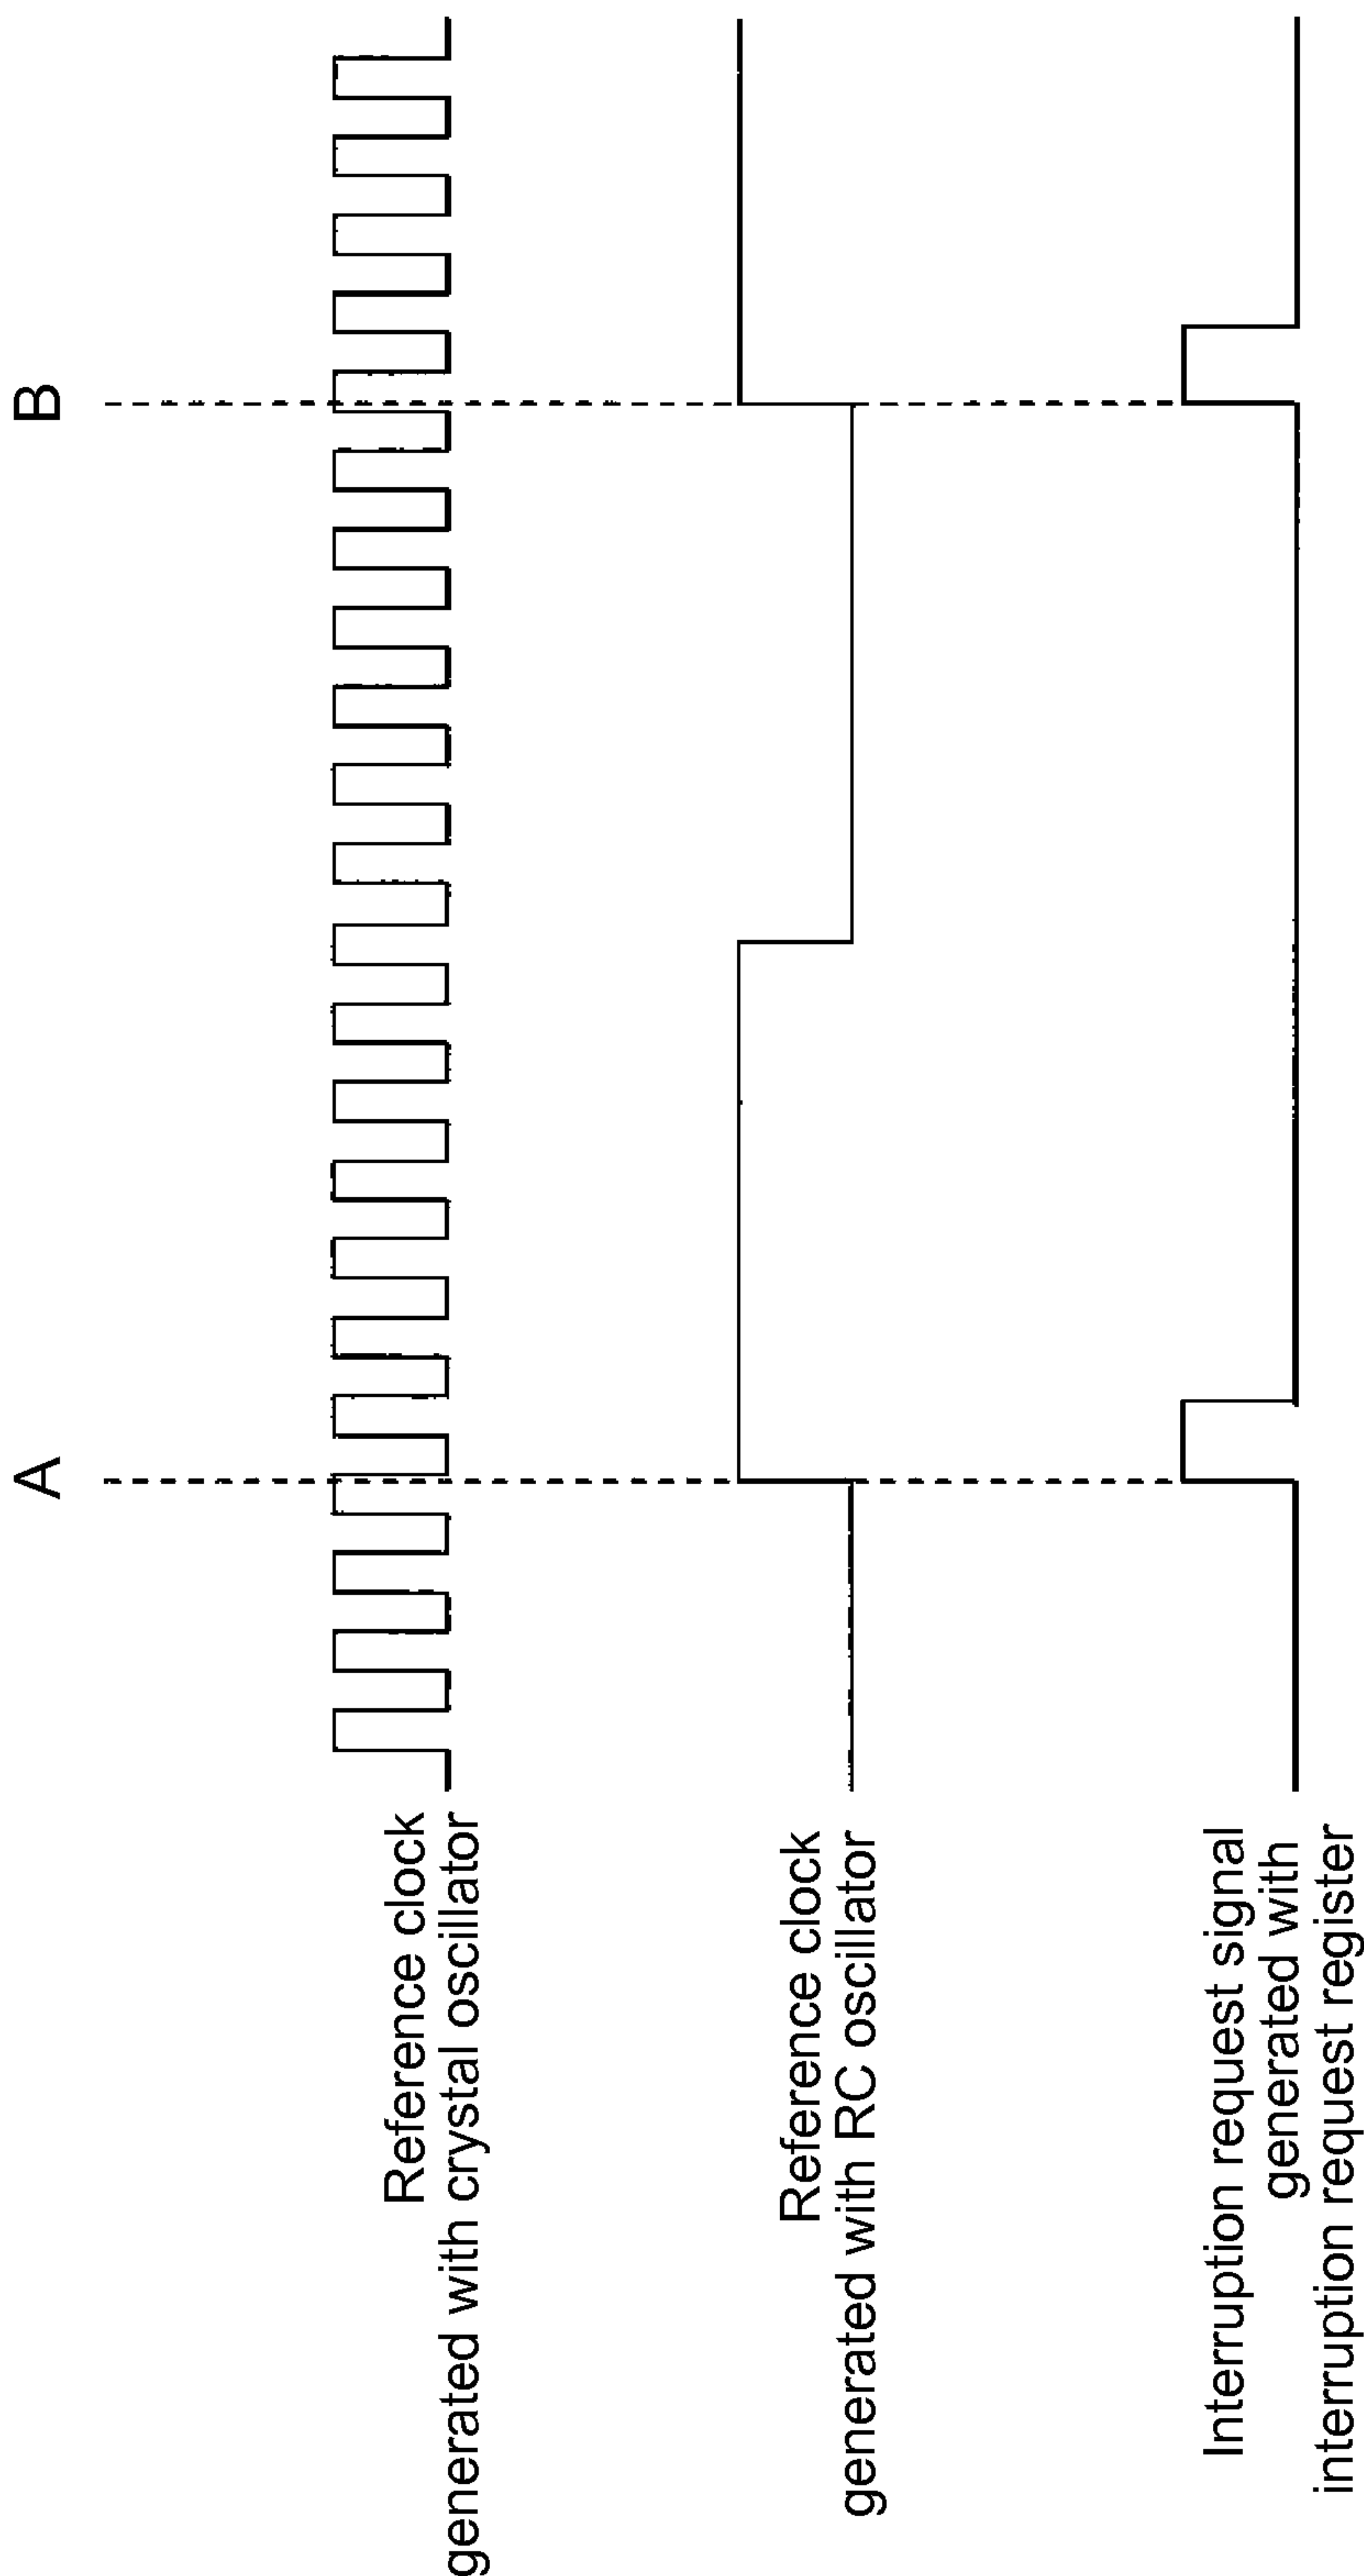 A
B
Reference clock
generated with crystal oscillator
Reference clock
generated with RC oscillator
Interruption request signal
generated with
interruption request register